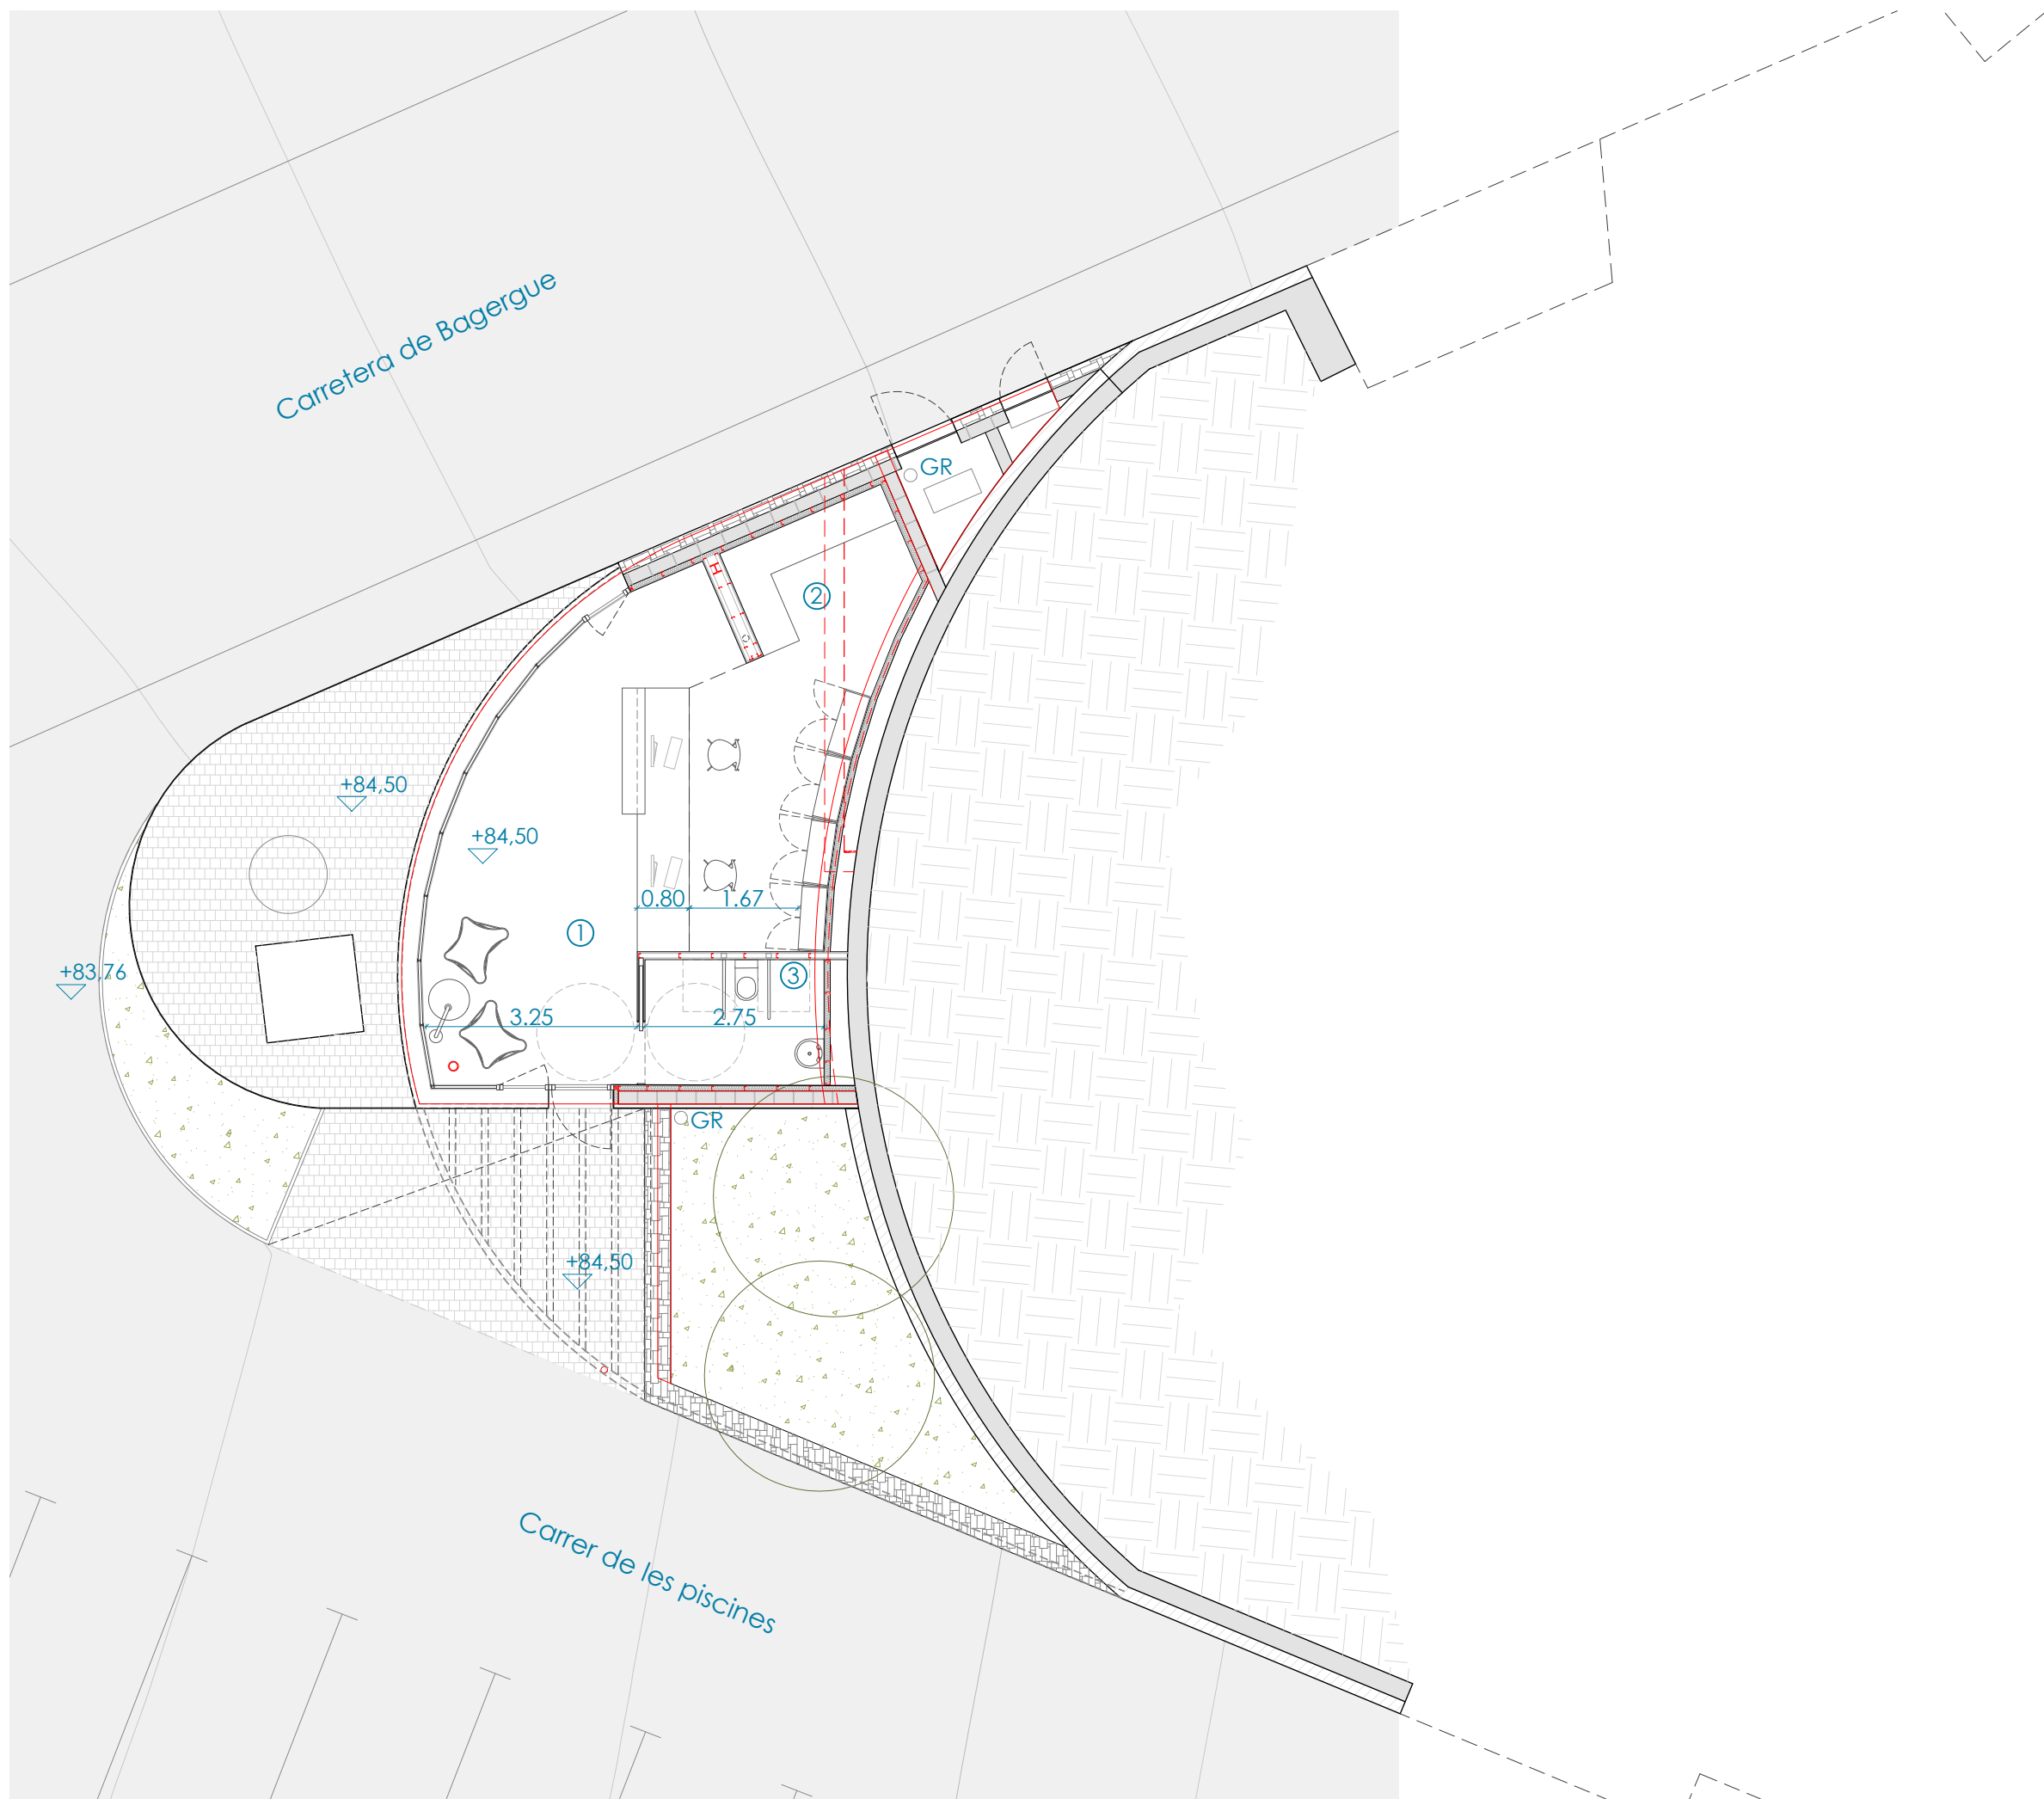 Carretera de Bagergue
GR
2
+84,50
+84,50
0.80
1.67
1
+83,76
3
3.25
2.75
GR
+84,50
Carrer de les piscines